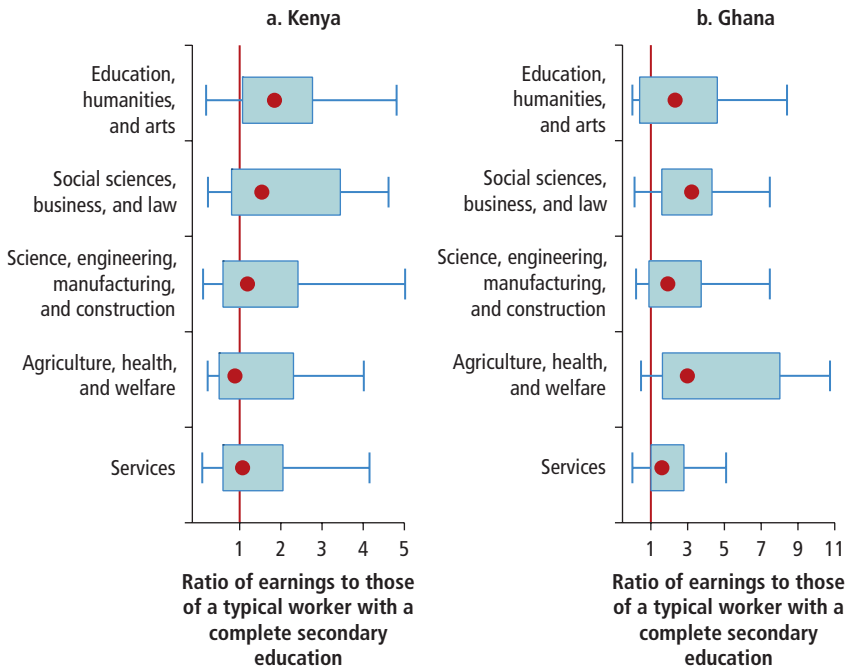 a. Kenya
Education,
humanities,
and arts
Social sciences,
business, and law
Science, engineering,
manufacturing,
and construction
Agriculture, health,
and welfare
Services
1 2 3 4 5
Ratio of earnings to those
of a typical worker with a
complete secondary
education
b. Ghana
Education,
humanities,
and arts
Social sciences,
business, and law
Science, engineering,
manufacturing,
and construction
Agriculture, health,
and welfare
Services
1 3 5 7 9 11
Ratio of earnings to those
of a typical worker with a
complete secondary
education